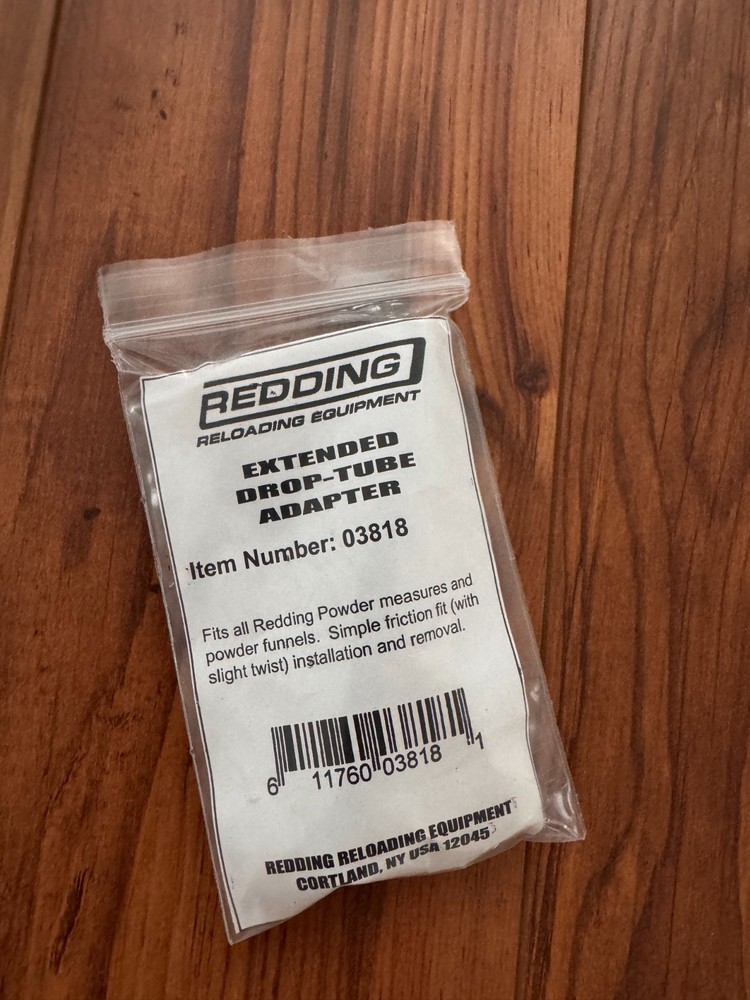 REDDING
RELOADING EQUIPMENT
EXTENDED
DROP-TUBE
ADAPTER
Item Number: 03818
Fits all Redding Powder measures and
powder funnels. Simple friction fit (with
slight twist) installation and removal.
6 11760 03818 1
REDDING RELOADING EQUIPMENT
CORTLAND, NY USA 12045